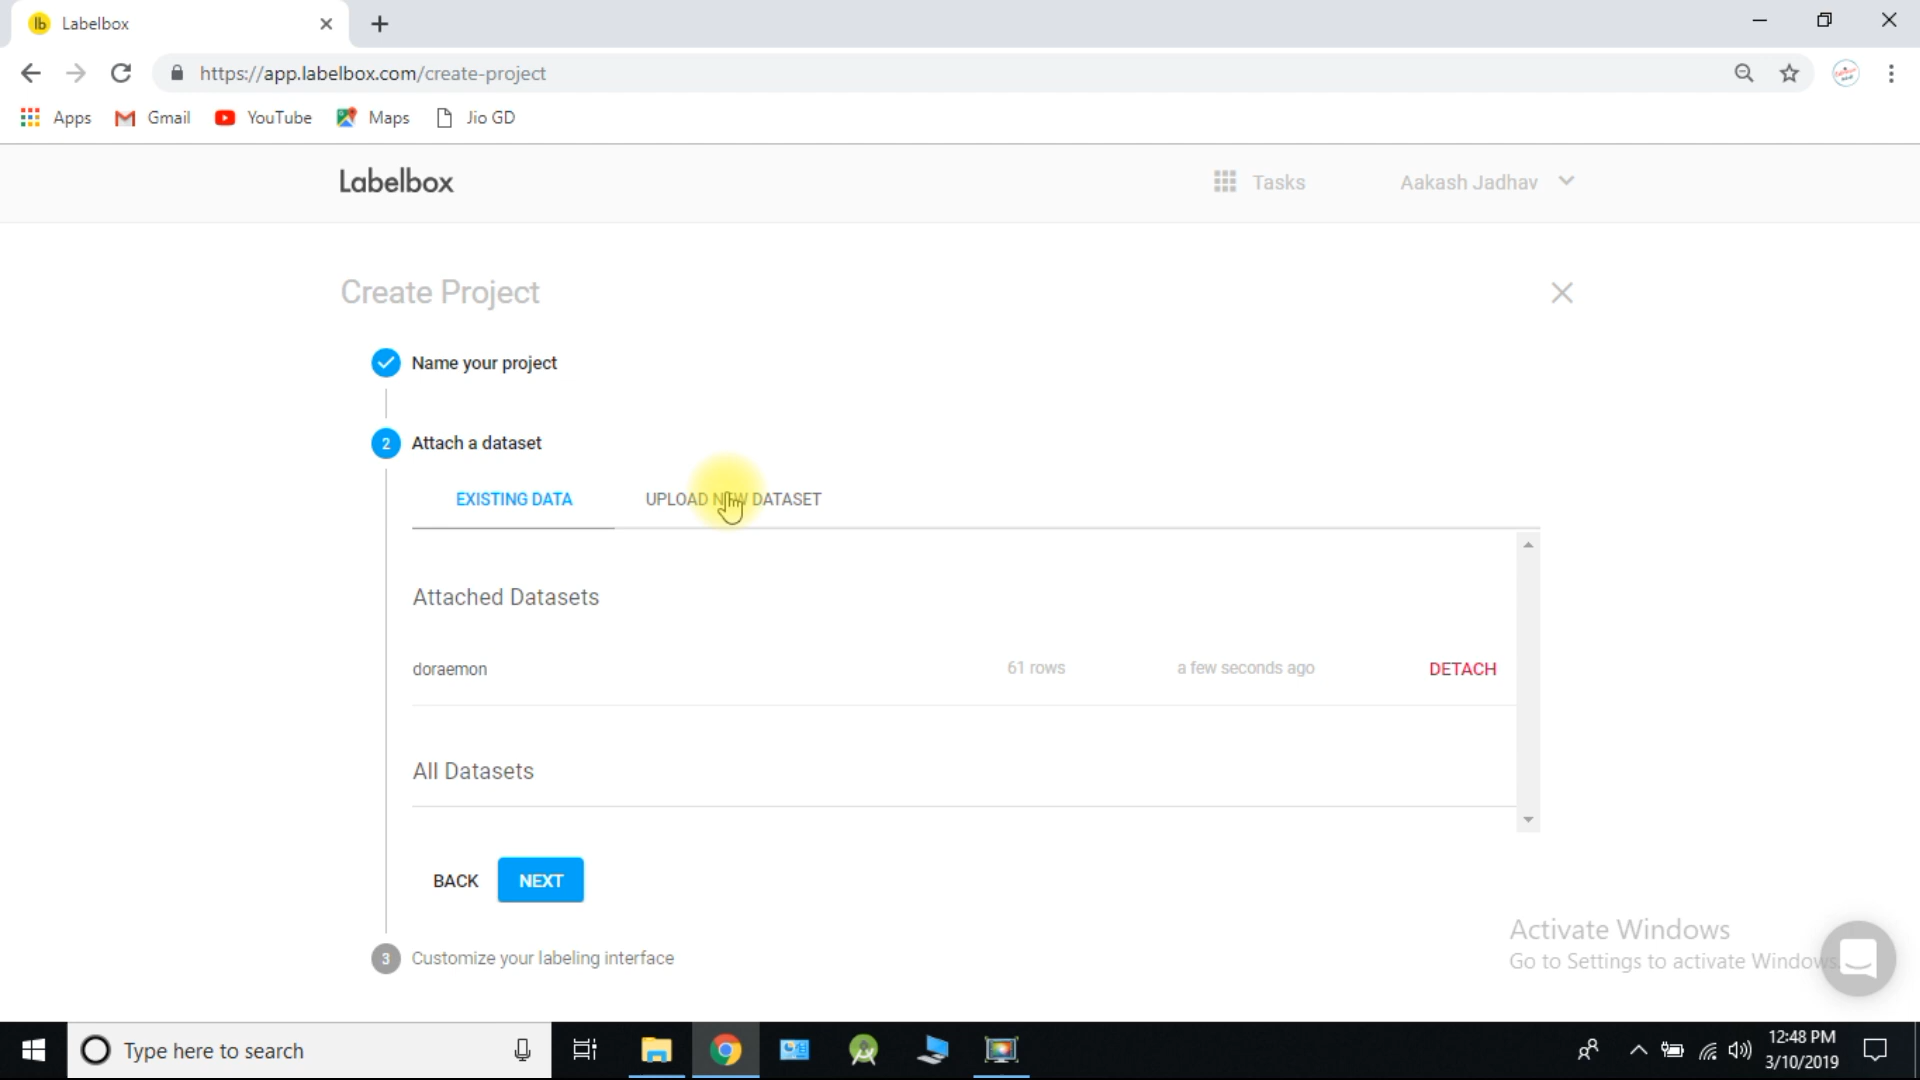 lb Labelbox
https://app.labelbox.com/create-project
Apps Gmail YouTube Maps Jio GD
Labelbox Tasks Aakash Jadhav
Create Project
Name your project
2 Attach a dataset
EXISTING DATA UPLOAD NEW DATASET
Attached Datasets
doraemon 61 rows a few seconds ago DETACH
All Datasets
BACK NEXT
3 Customize your labeling interface
Activate Windows
Go to Settings to activate Windows
Type here to search
12:48 PM
3/10/2019